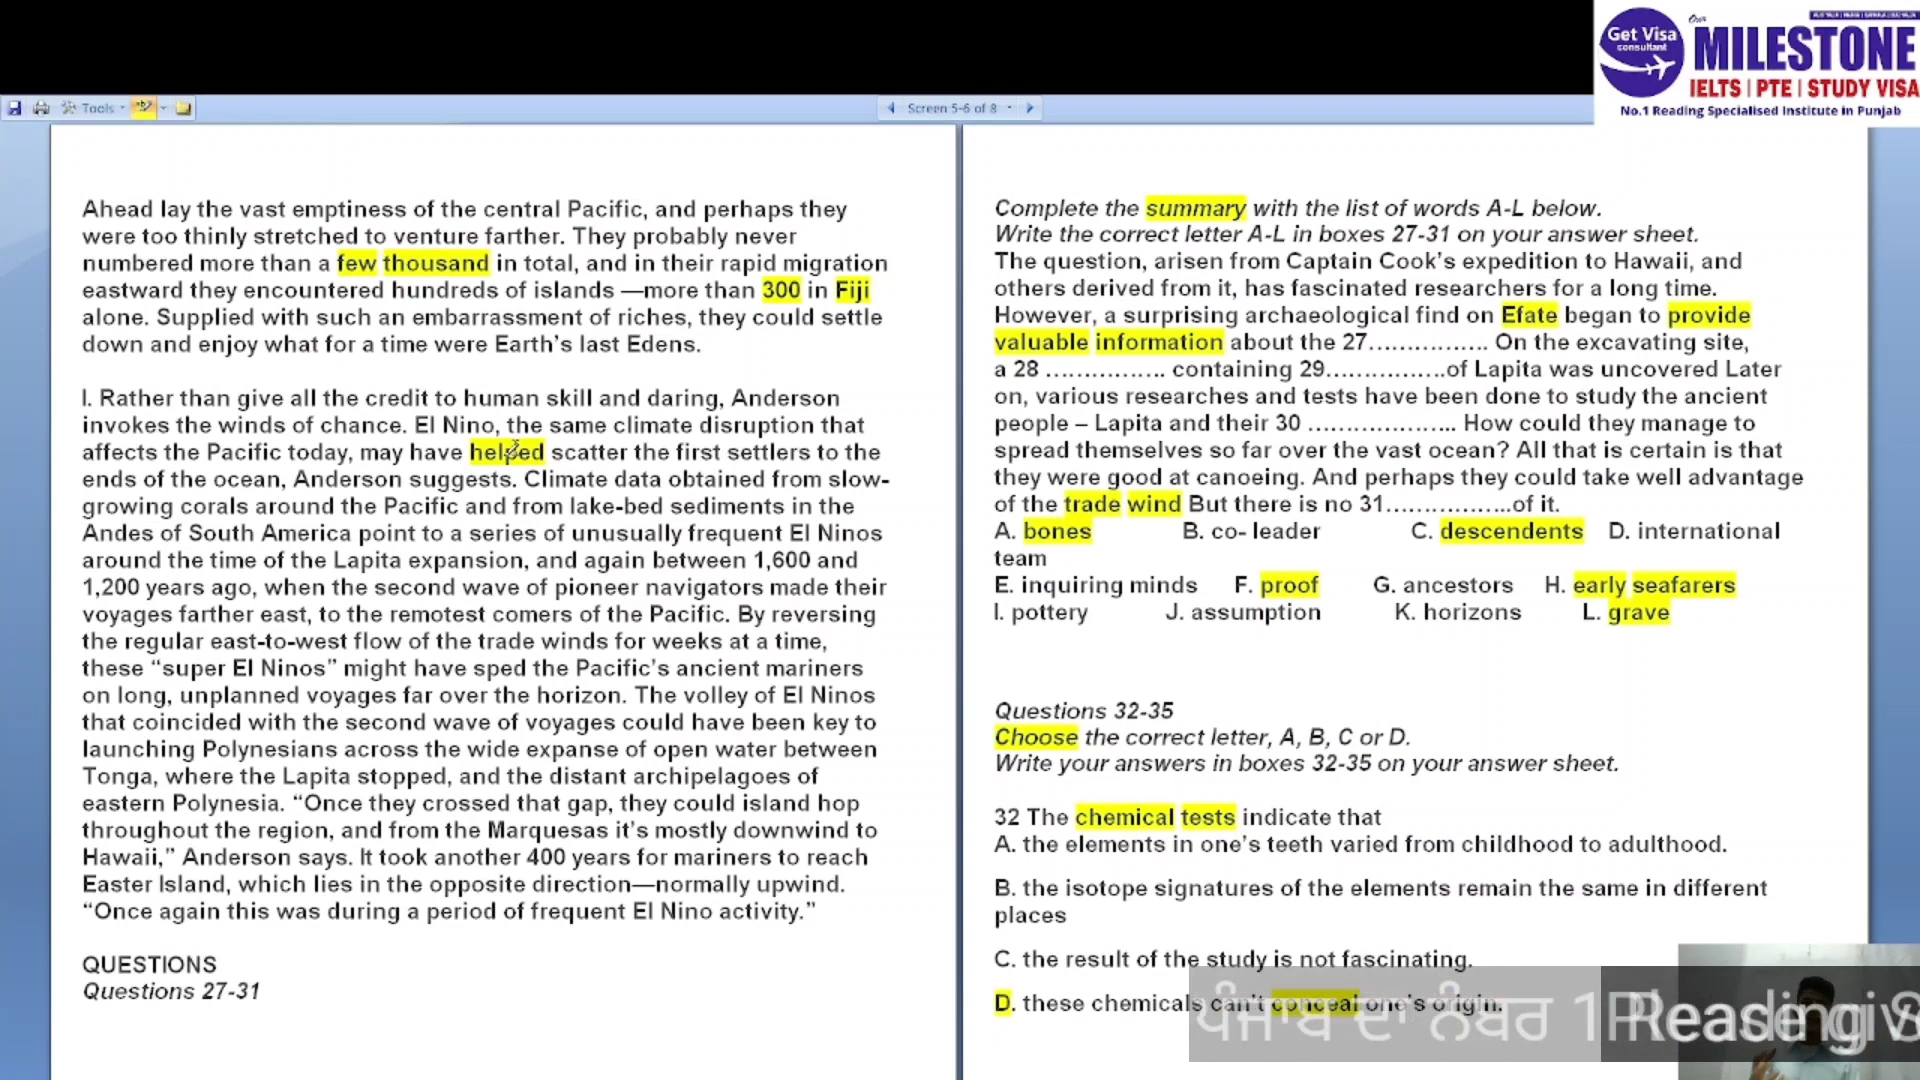 Get Visa
consultant
Our
MILESTONE
IELTS | PTE | STUDY VISA
No.1 Reading Specialised Institute in Punjab
Tools
Screen 5-6 of 8
Ahead lay the vast emptiness of the central Pacific, and perhaps they
were too thinly stretched to venture farther. They probably never
numbered more than a few thousand in total, and in their rapid migration
eastward they encountered hundreds of islands —more than 300 in Fiji
alone. Supplied with such an embarrassment of riches, they could settle
down and enjoy what for a time were Earth's last Edens.
I. Rather than give all the credit to human skill and daring, Anderson
invokes the winds of chance. El Nino, the same climate disruption that
affects the Pacific today, may have helped scatter the first settlers to the
ends of the ocean, Anderson suggests. Climate data obtained from slow-
growing corals around the Pacific and from lake-bed sediments in the
Andes of South America point to a series of unusually frequent El Ninos
around the time of the Lapita expansion, and again between 1,600 and
1,200 years ago, when the second wave of pioneer navigators made their
voyages farther east, to the remotest comers of the Pacific. By reversing
the regular east-to-west flow of the trade winds for weeks at a time,
these “super El Ninos” might have sped the Pacific's ancient mariners
on long, unplanned voyages far over the horizon. The volley of El Ninos
that coincided with the second wave of voyages could have been key to
launching Polynesians across the wide expanse of open water between
Tonga, where the Lapita stopped, and the distant archipelagoes of
eastern Polynesia. “Once they crossed that gap, they could island hop
throughout the region, and from the Marquesas it's mostly downwind to
Hawaii,” Anderson says. It took another 400 years for mariners to reach
Easter Island, which lies in the opposite direction—normally upwind.
“Once again this was during a period of frequent El Nino activity.”
QUESTIONS
Questions 27-31
Complete the summary with the list of words A-L below.
Write the correct letter A-L in boxes 27-31 on your answer sheet.
The question, arisen from Captain Cook's expedition to Hawaii, and
others derived from it, has fascinated researchers for a long time.
However, a surprising archaeological find on Efate began to provide
valuable information about the 27……………. On the excavating site,
a 28 ……………. containing 29……………of Lapita was uncovered Later
on, various researches and tests have been done to study the ancient
people – Lapita and their 30 ……………….. How could they manage to
spread themselves so far over the vast ocean? All that is certain is that
they were good at canoeing. And perhaps they could take well advantage
of the trade wind But there is no 31……………..of it.
A. bones B. co- leader C. descendents D. international
team
E. inquiring minds F. proof G. ancestors H. early seafarers
I. pottery J. assumption K. horizons L. grave
Questions 32-35
Choose the correct letter, A, B, C or D.
Write your answers in boxes 32-35 on your answer sheet.
32 The chemical tests indicate that
A. the elements in one's teeth varied from childhood to adulthood.
B. the isotope signatures of the elements remain the same in different
places
C. the result of the study is not fascinating.
D. these chemicals can't conceal one's origin.
ਪੰਜਾਬ ਦਾ ਨੰਬਰ 1 Reading